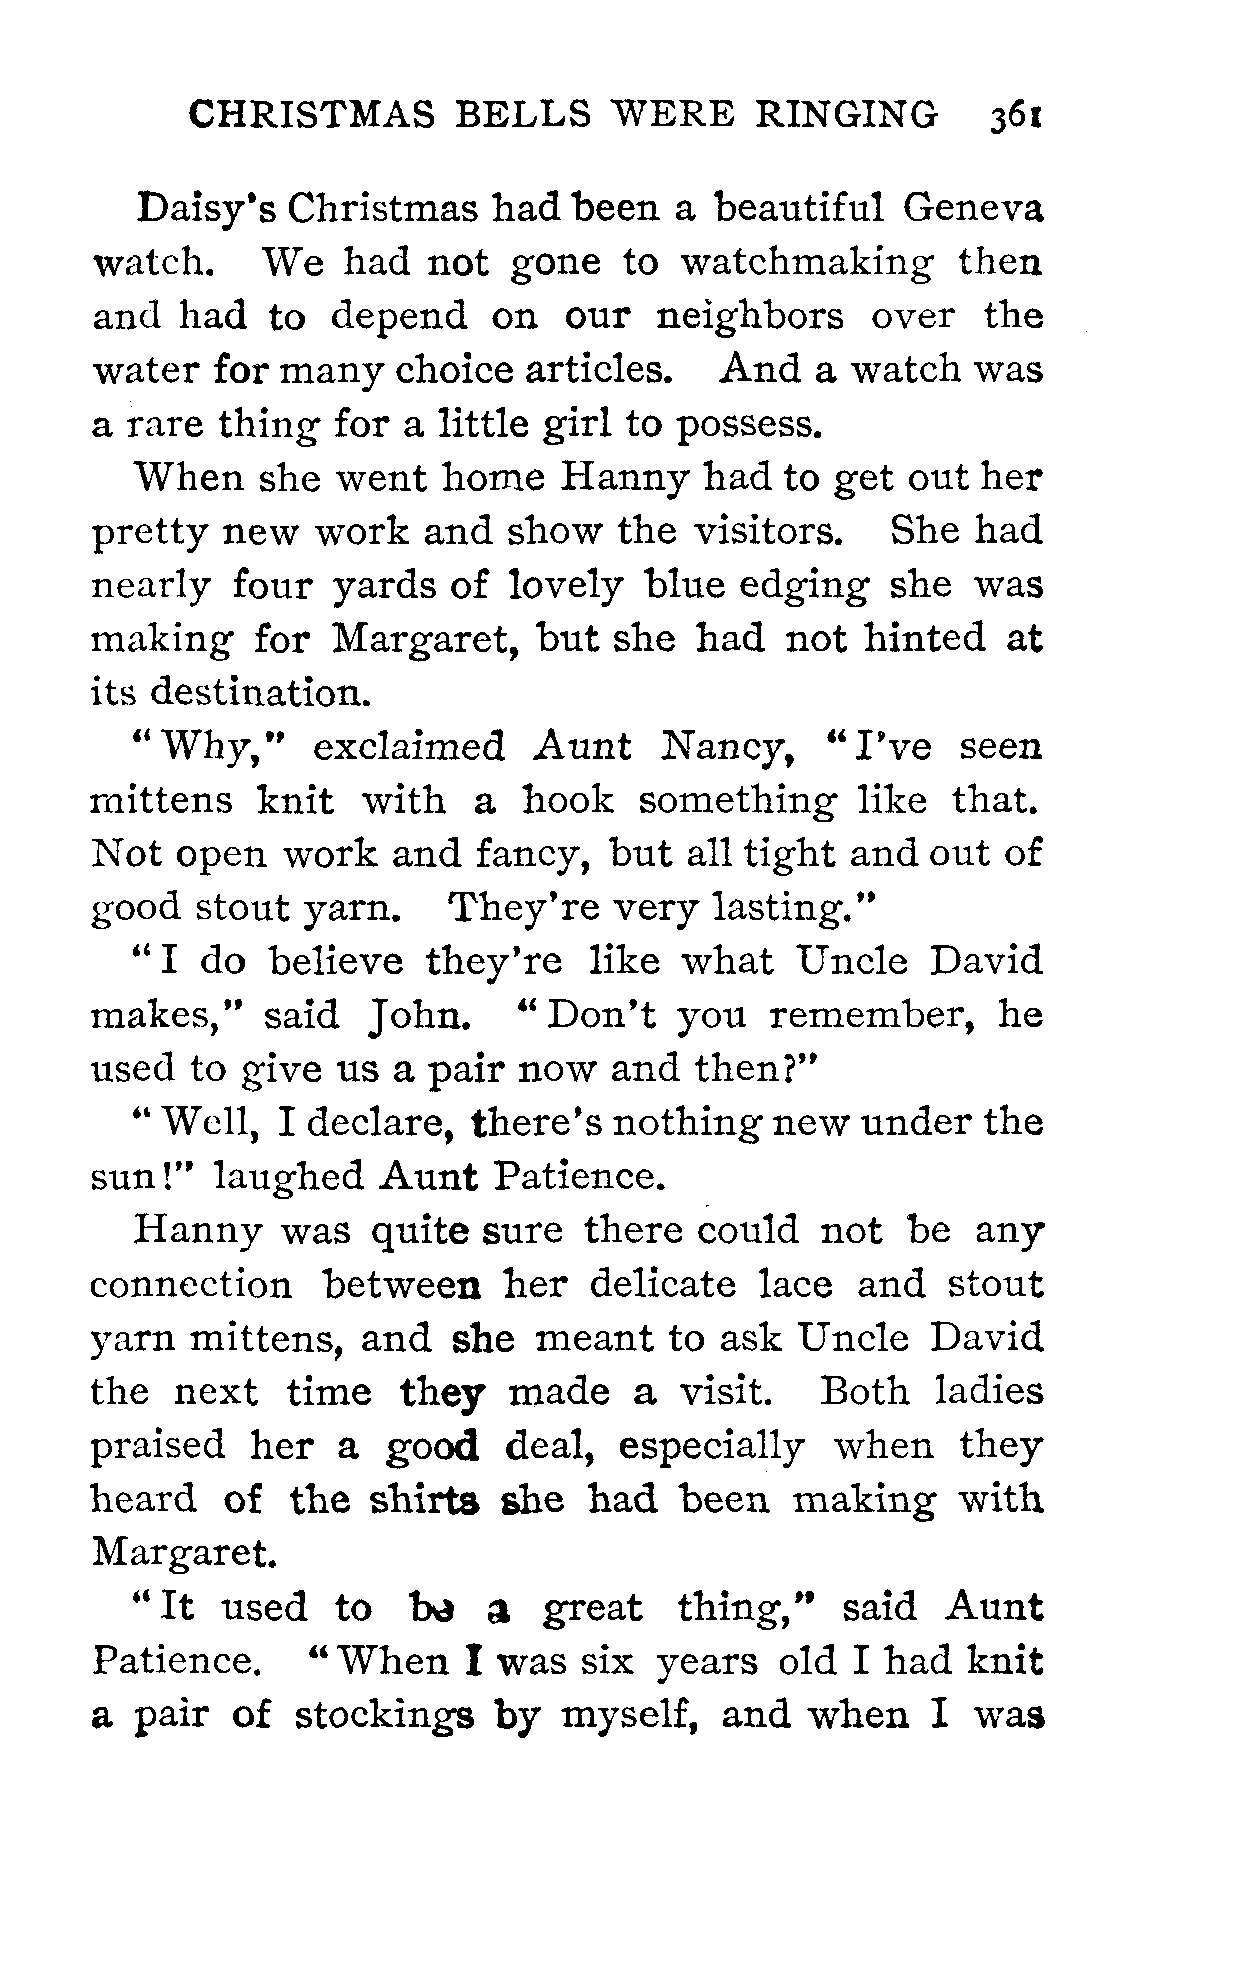 CHRISTMAS BELLS WERE RINGING 361
Daisy's Christmas had been a beautiful Geneva
watch. We had not gone to watchmaking then
and had to depend on our neighbors over the
water for many choice articles. And a watch was
a rare thing for a little girl to possess.
When she went home Hanny had to get out her
pretty new work and show the visitors. She had
nearly four yards of lovely blue edging she was
making for Margaret, but she had not hinted at
its destination.
"Why," exclaimed Aunt Nancy, "I've seen
mittens knit with a hook something like that.
Not open work and fancy, but all tight and out of
good stout yarn. They're very lasting."
"I do believe they're like what Uncle David
makes," said John. "Don't you remember, he
used to give us a pair now and then?"
"Well, I declare, there's nothing new under the
sun!" laughed Aunt Patience.
Hanny was quite sure there could not be any
connection between her delicate lace and stout
yarn mittens, and she meant to ask Uncle David
the next time they made a visit. Both ladies
praised her a good deal, especially when they
heard of the shirts she had been making with
Margaret.
"It used to be a great thing," said Aunt
Patience. "When I was six years old I had knit
a pair of stockings by myself, and when I was